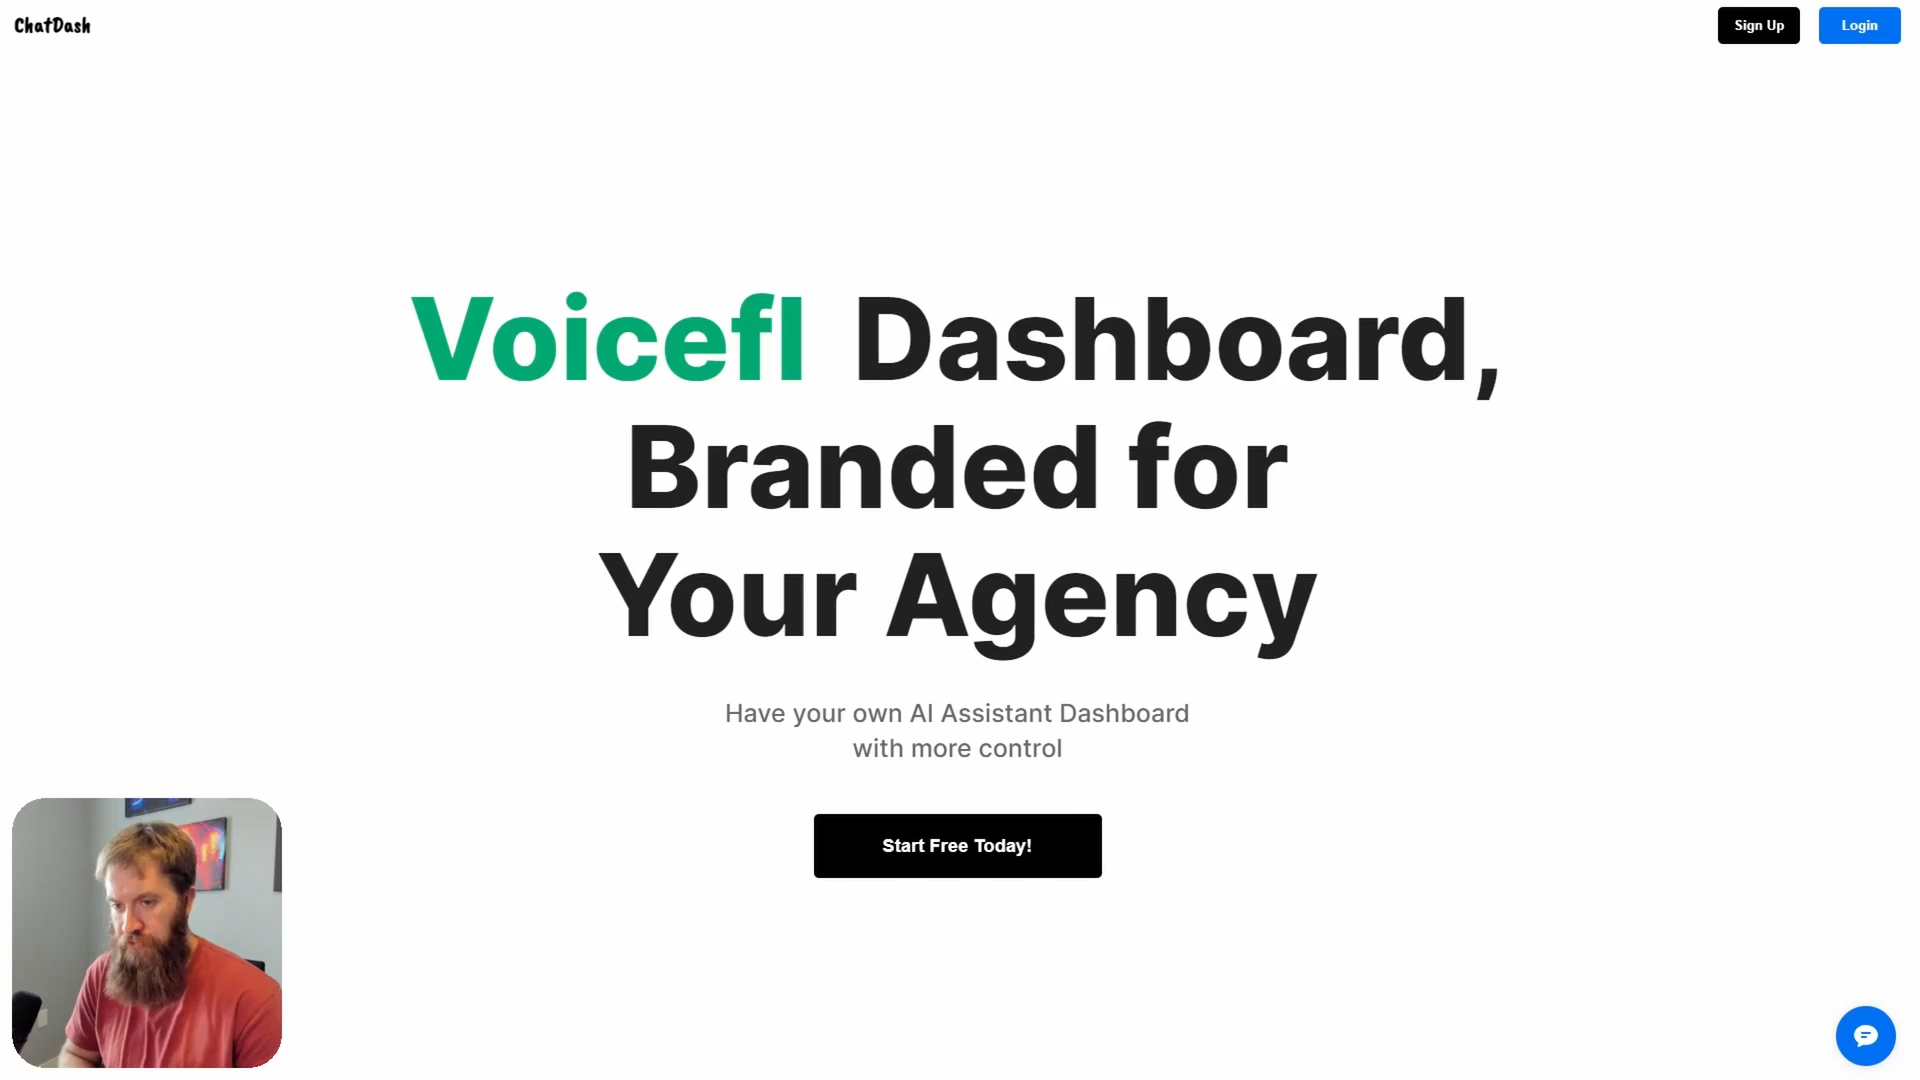 ChatDash
Sign Up
Login
Voicefl Dashboard,
Branded for
Your Agency
Have your own AI Assistant Dashboard
with more control
Start Free Today!